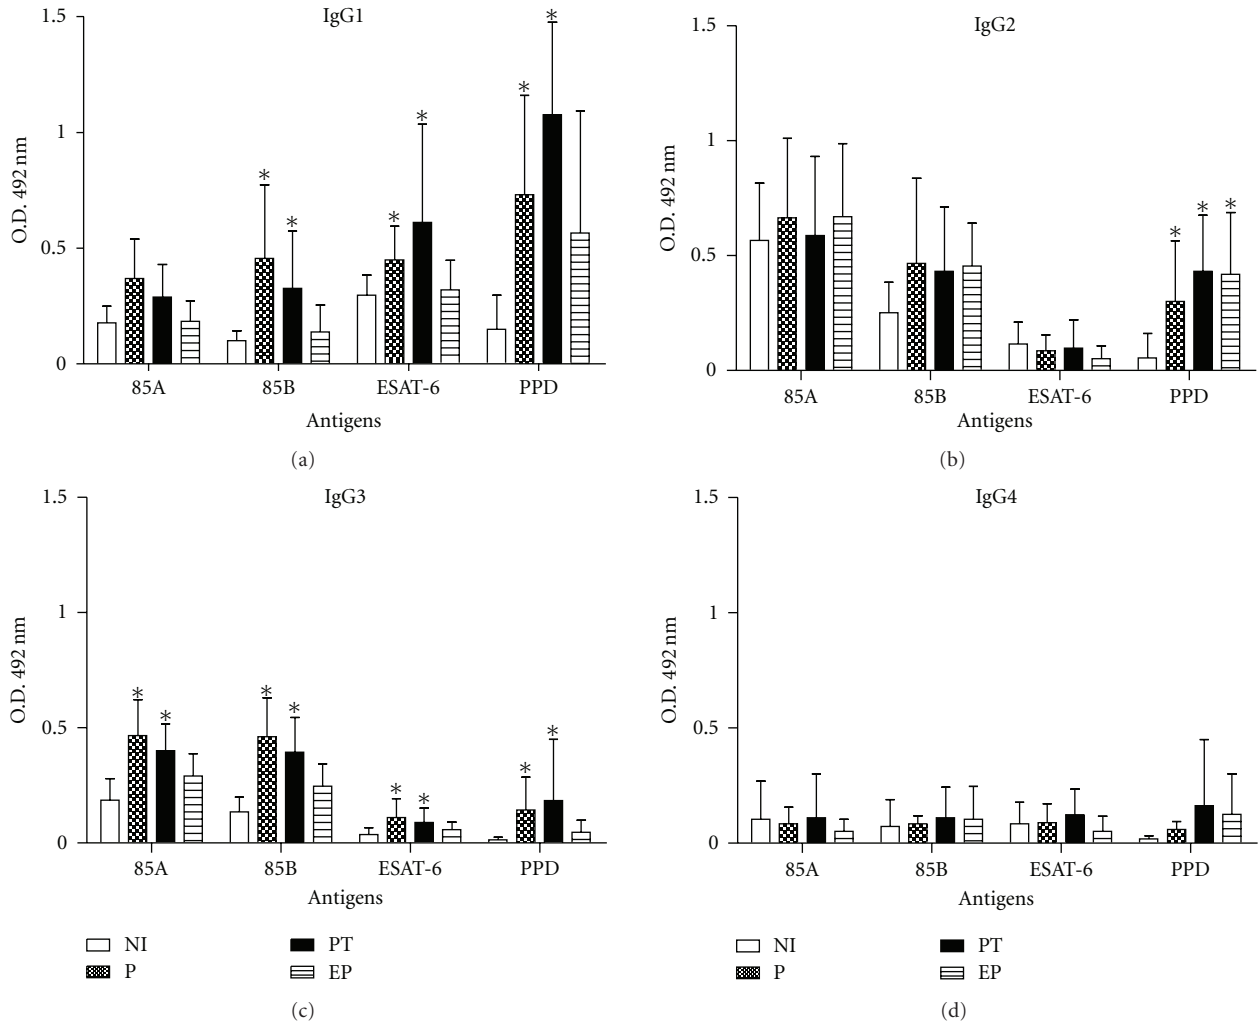 IgG1
1.5
1
0.5
0
O.D. 492 nm
* * * * * * *
85A 85B ESAT-6 PPD
Antigens
(a)
IgG2
1.5
1
0.5
0
O.D. 492 nm
* * *
85A 85B ESAT-6 PPD
Antigens
(b)
IgG3
1.5
1
0.5
0
O.D. 492 nm
* * * * * * * *
85A 85B ESAT-6 PPD
Antigens
NI PT
P EP
(c)
IgG4
1.5
1
0.5
0
O.D. 492 nm
85A 85B ESAT-6 PPD
Antigens
NI PT
P EP
(d)